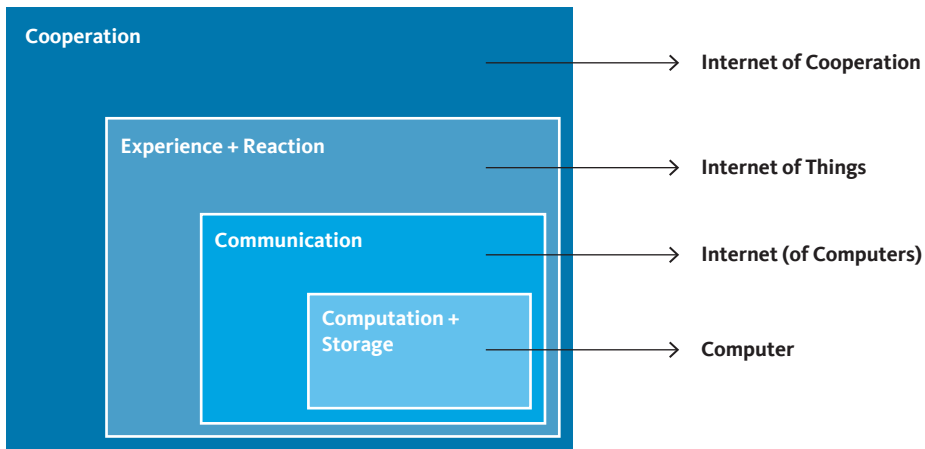 Cooperation
Internet of Cooperation
Experience + Reaction
Internet of Things
Communication
Internet (of Computers)
Computation +
Storage
Computer